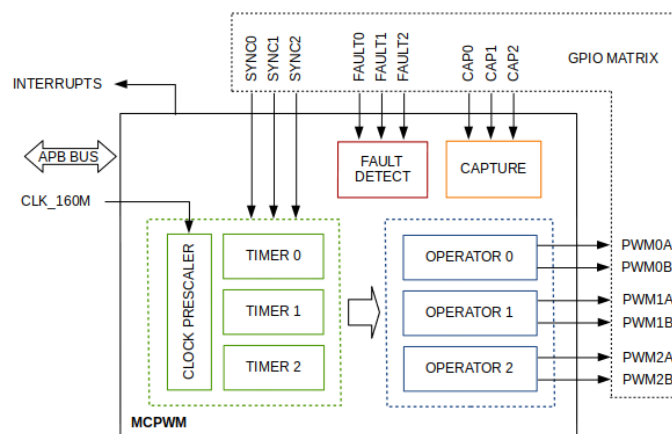 SYNC0
SYNC1
SYNC2
FAULT0
FAULT1
FAULT2
CAP0
CAP1
CAP2
GPIO MATRIX
INTERRUPTS
APB BUS
CLK_160M
FAULT
DETECT
CAPTURE
CLOCK PRESCALER
TIMER 0
TIMER 1
TIMER 2
OPERATOR 0
OPERATOR 1
OPERATOR 2
PWM0A
PWM0B
PWM1A
PWM1B
PWM2A
PWM2B
MCPWM